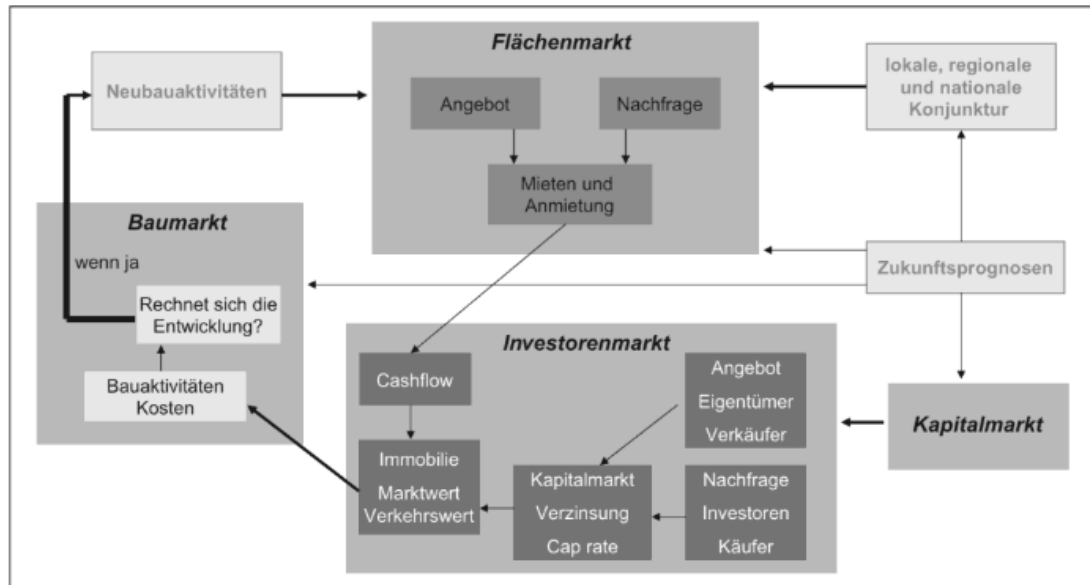 Flächenmarkt
Neubauaktivitäten
Angebot
Nachfrage
Mieten und
Anmietung
lokale, regionale
und nationale
Konjunktur
Baumarkt
wenn ja
Rechnet sich die
Entwicklung?
Bauaktivitäten
Kosten
Zukunftsprognosen
Investorenmarkt
Cashflow
Immobilie
Marktwert
Verkehrswert
Kapitalmarkt
Verzinsung
Cap rate
Angebot
Eigentümer
Verkäufer
Nachfrage
Investoren
Käufer
Kapitalmarkt